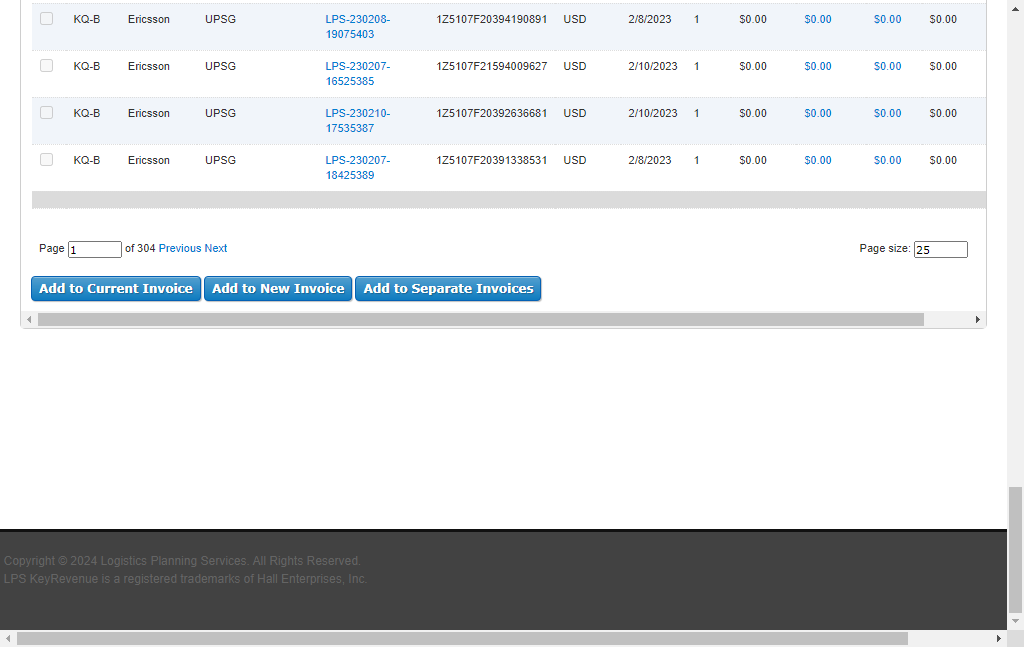 KQ-B Ericsson UPSG LPS-230208- 1Z5107F20394190891 USD 2/8/2023 1 $0.00 $0.00 $0.00 $0.00
19075403
KQ-B Ericsson UPSG LPS-230207- 1Z5107F21594009627 USD 2/10/2023 1 $0.00 $0.00 $0.00 $0.00
16525385
KQ-B Ericsson UPSG LPS-230210- 1Z5107F20392636681 USD 2/10/2023 1 $0.00 $0.00 $0.00 $0.00
17535387
KQ-B Ericsson UPSG LPS-230207- 1Z5107F20391338531 USD 2/8/2023 1 $0.00 $0.00 $0.00 $0.00
18425389
Page 1 of 304 Previous Next Page size: 25
Add to Current Invoice Add to New Invoice Add to Separate Invoices
Copyright © 2024 Logistics Planning Services. All Rights Reserved.
LPS KeyRevenue is a registered trademarks of Hall Enterprises, Inc.